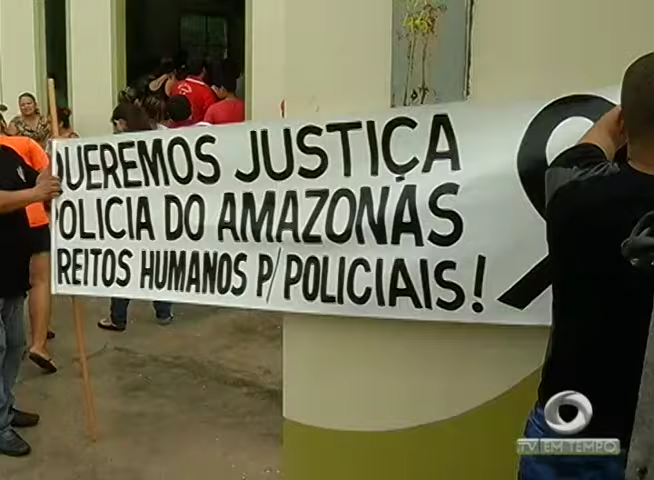 QUEREMOS JUSTIÇA
POLICIA DO AMAZONAS
REITOS HUMANOS P/ POLICIAIS!
TV EM TEMPO